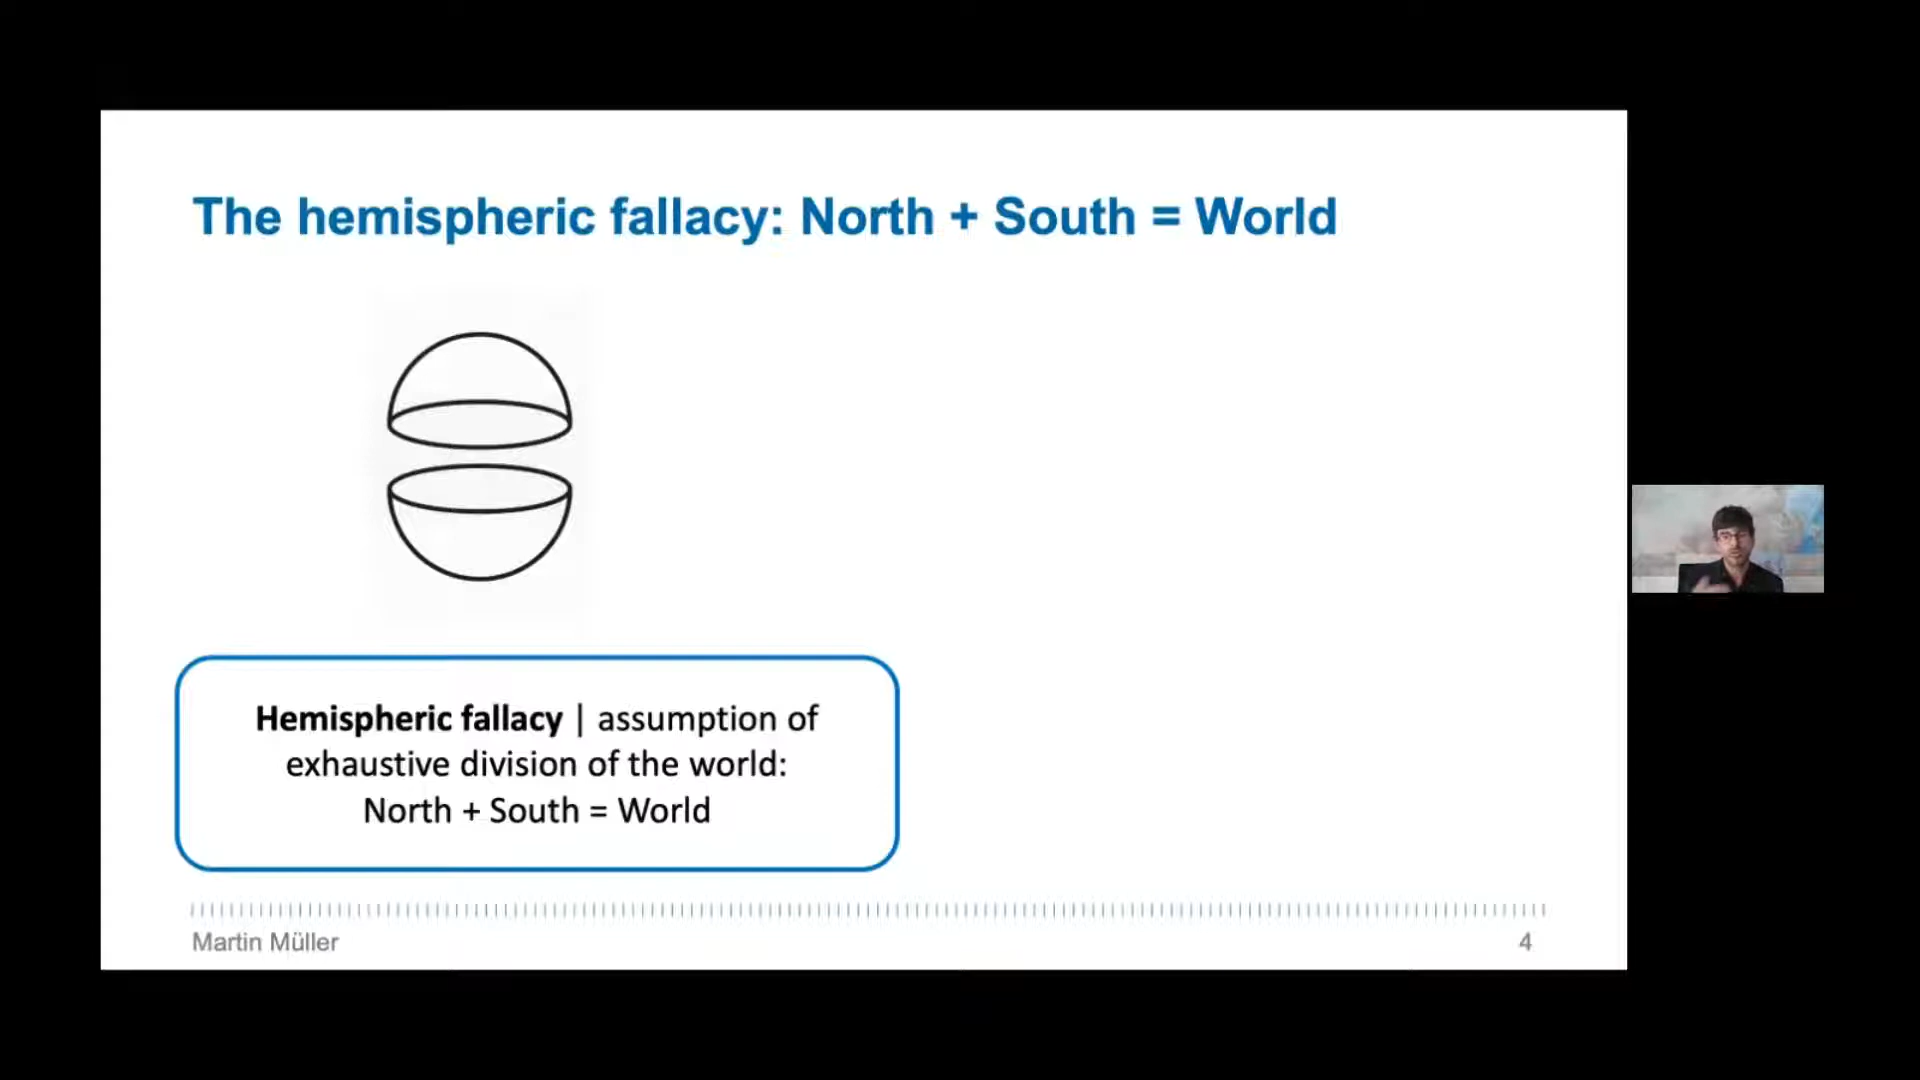 The hemispheric fallacy: North + South = World
Hemispheric fallacy | assumption of
exhaustive division of the world:
North + South = World
Martin Müller
4